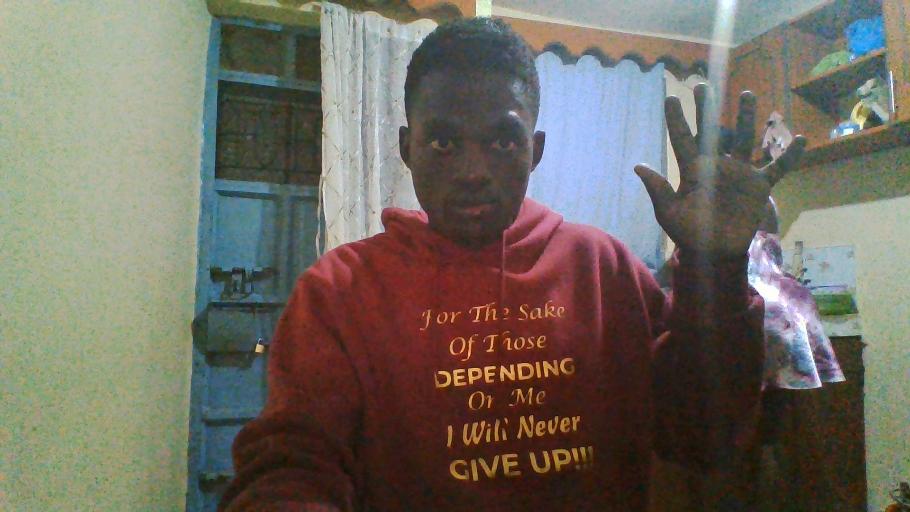 For The Sake
Of Those
DEPENDING
On Me
I Will Never
GIVE UP!!!